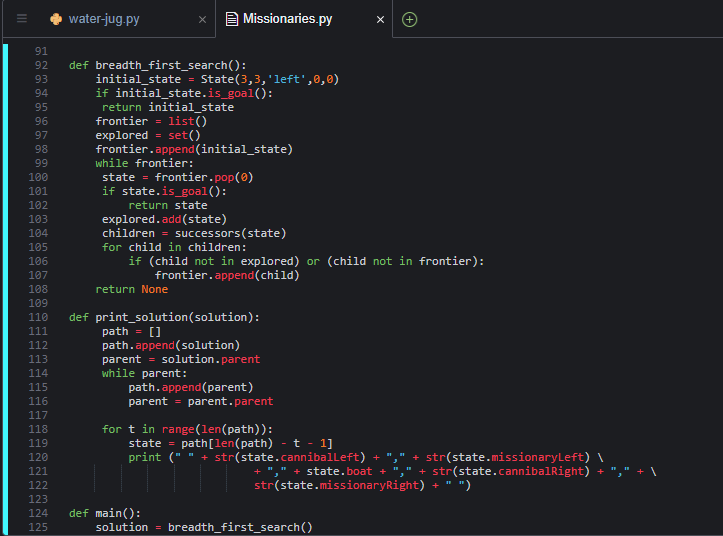 water-jug.py × Missionaries.py ×
91
92 def breadth_first_search():
93     initial_state = State(3,3,'left',0,0)
94     if initial_state.is_goal():
95      return initial_state
96     frontier = list()
97     explored = set()
98     frontier.append(initial_state)
99     while frontier:
100      state = frontier.pop(0)
101      if state.is_goal():
102          return state
103      explored.add(state)
104      children = successors(state)
105      for child in children:
106          if (child not in explored) or (child not in frontier):
107              frontier.append(child)
108     return None
109
110 def print_solution(solution):
111      path = []
112      path.append(solution)
113      parent = solution.parent
114      while parent:
115          path.append(parent)
116          parent = parent.parent
117
118      for t in range(len(path)):
119          state = path[len(path) - t - 1]
120          print (" " + str(state.cannibalLeft) + "," + str(state.missionaryLeft) \
121                             + "," + state.boat + "," + str(state.cannibalRight) + "," + \
122                             str(state.missionaryRight) + " ")
123
124 def main():
125     solution = breadth_first_search()